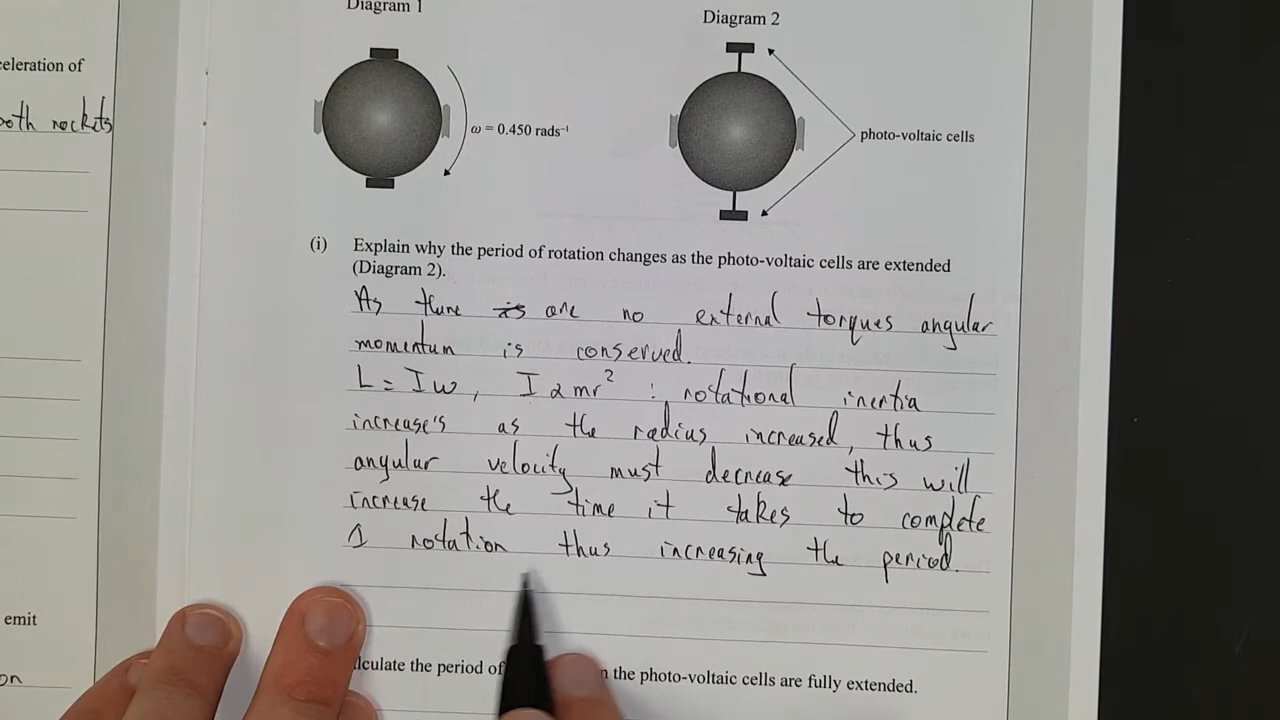 Diagram 1
Diagram 2
celeration of
both rockets
ω = 0.450 rads⁻¹
photo-voltaic cells
(i) Explain why the period of rotation changes as the photo-voltaic cells are extended
(Diagram 2).
As there is are no external torques angular
momentum is conserved.
L = Iω, I α mr² : rotational inertia
increase's as the radius increased, thus
angular velocity must decrease this will
increase the time it takes to complete
1 rotation thus increasing the period.
emit
on
lculate the period of n the photo-voltaic cells are fully extended.